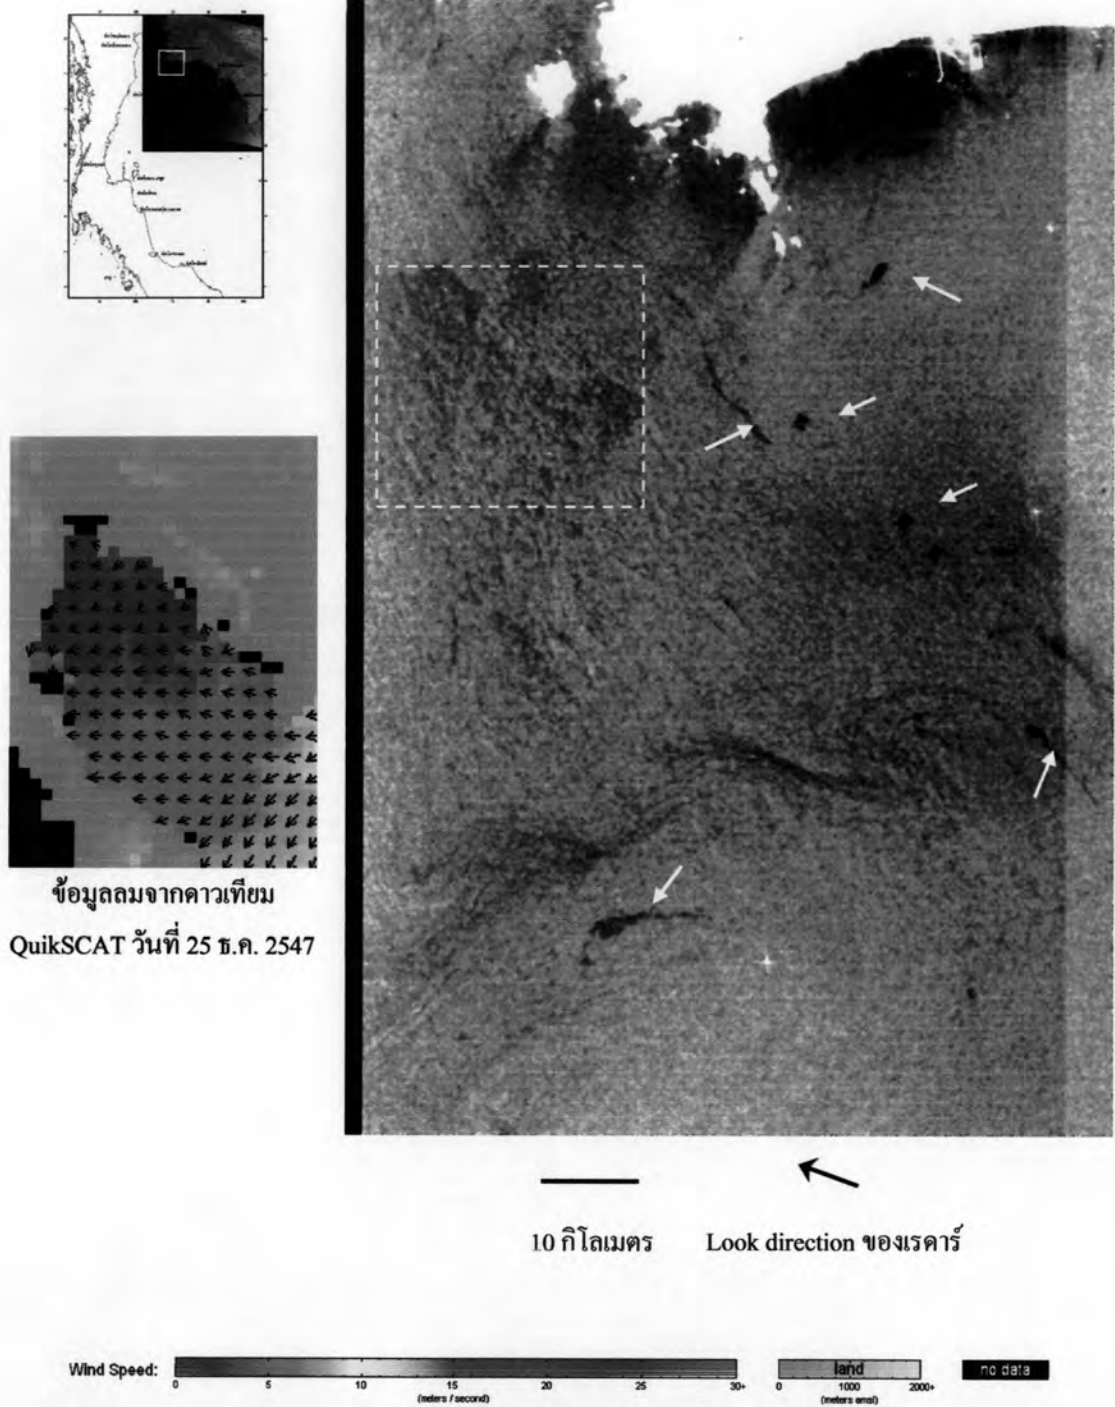 ข้อมูลลมจากดาวเทียม
QuikSCAT วันที่ 25 ธ.ค. 2547
10 กิโลเมตร
Look direction ของเรดาร์
Wind Speed:
0 5 10 15 20 25 30+
(meters / second)
land
0 1000 2000+
(meters amsl)
no data